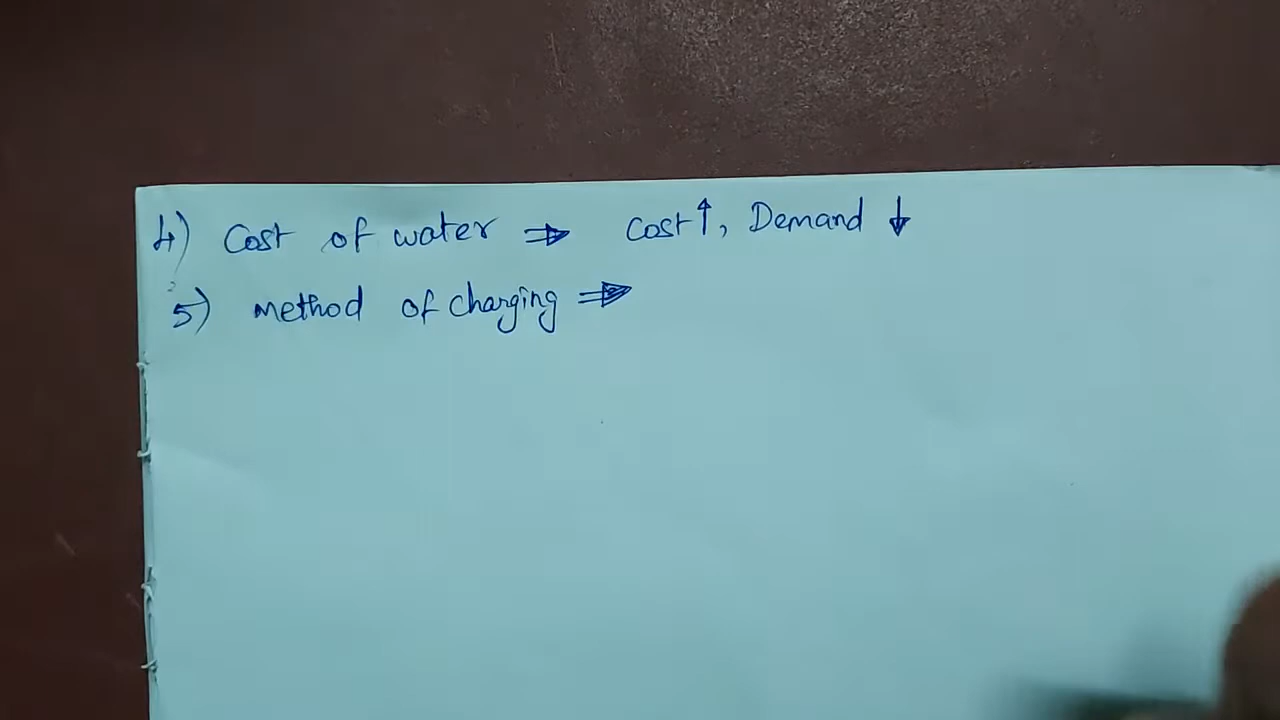 4) Cost of water ⇒ Cost↑, Demand ↓
5) method of charging ⇒